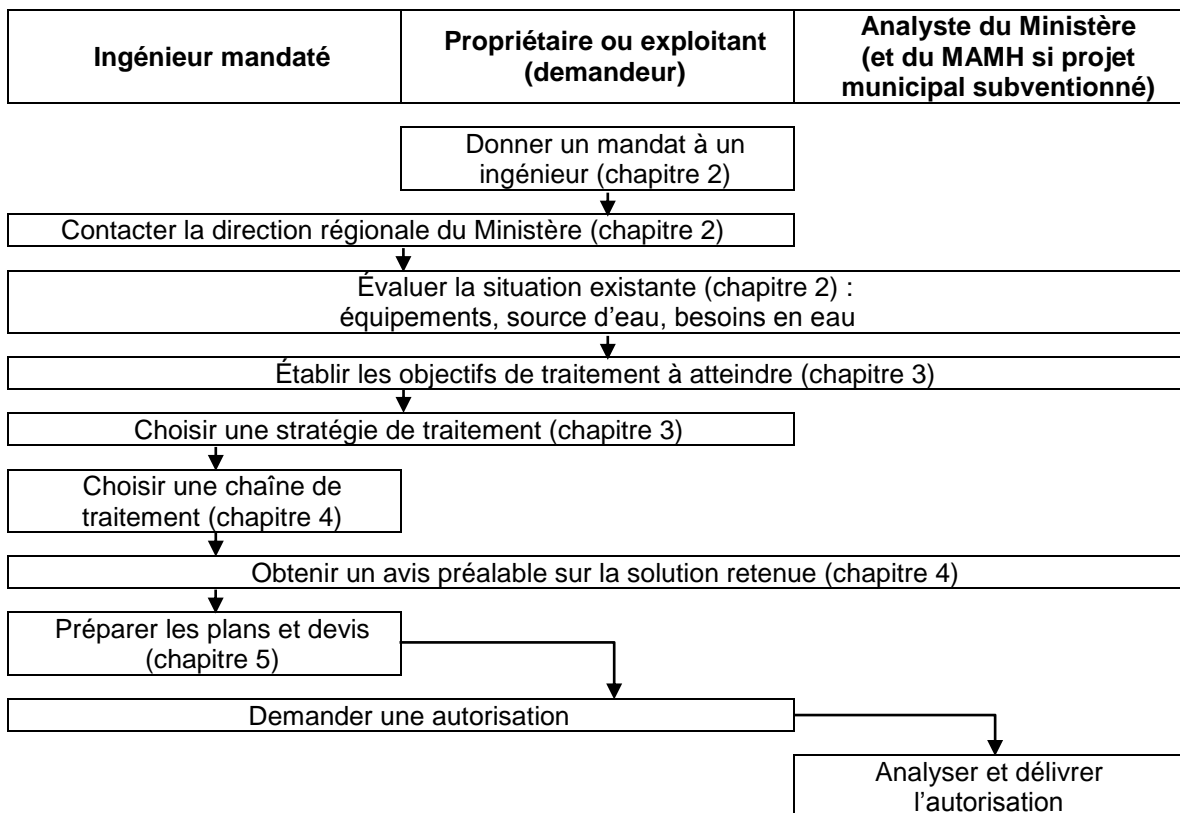 Ingénieur mandaté
Propriétaire ou exploitant
(demandeur)
Analyste du Ministère
(et du MAMH si projet
municipal subventionné)
Donner un mandat à un
ingénieur (chapitre 2)
Contacter la direction régionale du Ministère (chapitre 2)
Évaluer la situation existante (chapitre 2) :
équipements, source d’eau, besoins en eau
Établir les objectifs de traitement à atteindre (chapitre 3)
Choisir une stratégie de traitement (chapitre 3)
Choisir une chaîne de
traitement (chapitre 4)
Obtenir un avis préalable sur la solution retenue (chapitre 4)
Préparer les plans et devis
(chapitre 5)
Demander une autorisation
Analyser et délivrer
l’autorisation